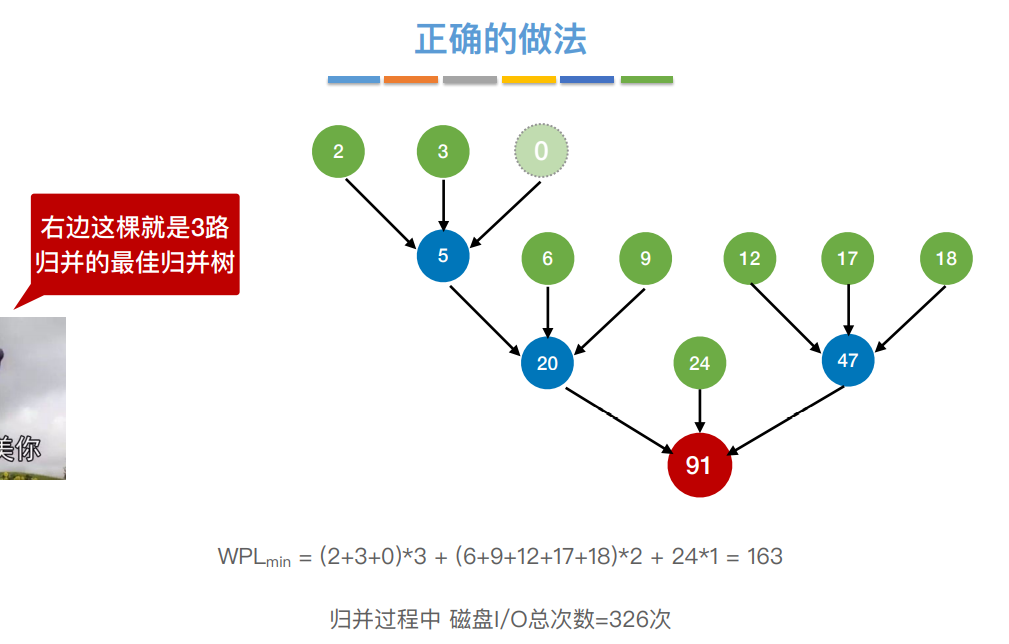 正确的做法
2 3 0
右边这棵就是3路
归并的最佳归并树
5 6 9 12 17 18
20 24 47
美你
91
WPLmin = (2+3+0)*3 + (6+9+12+17+18)*2 + 24*1 = 163
归并过程中 磁盘I/O总次数=326次